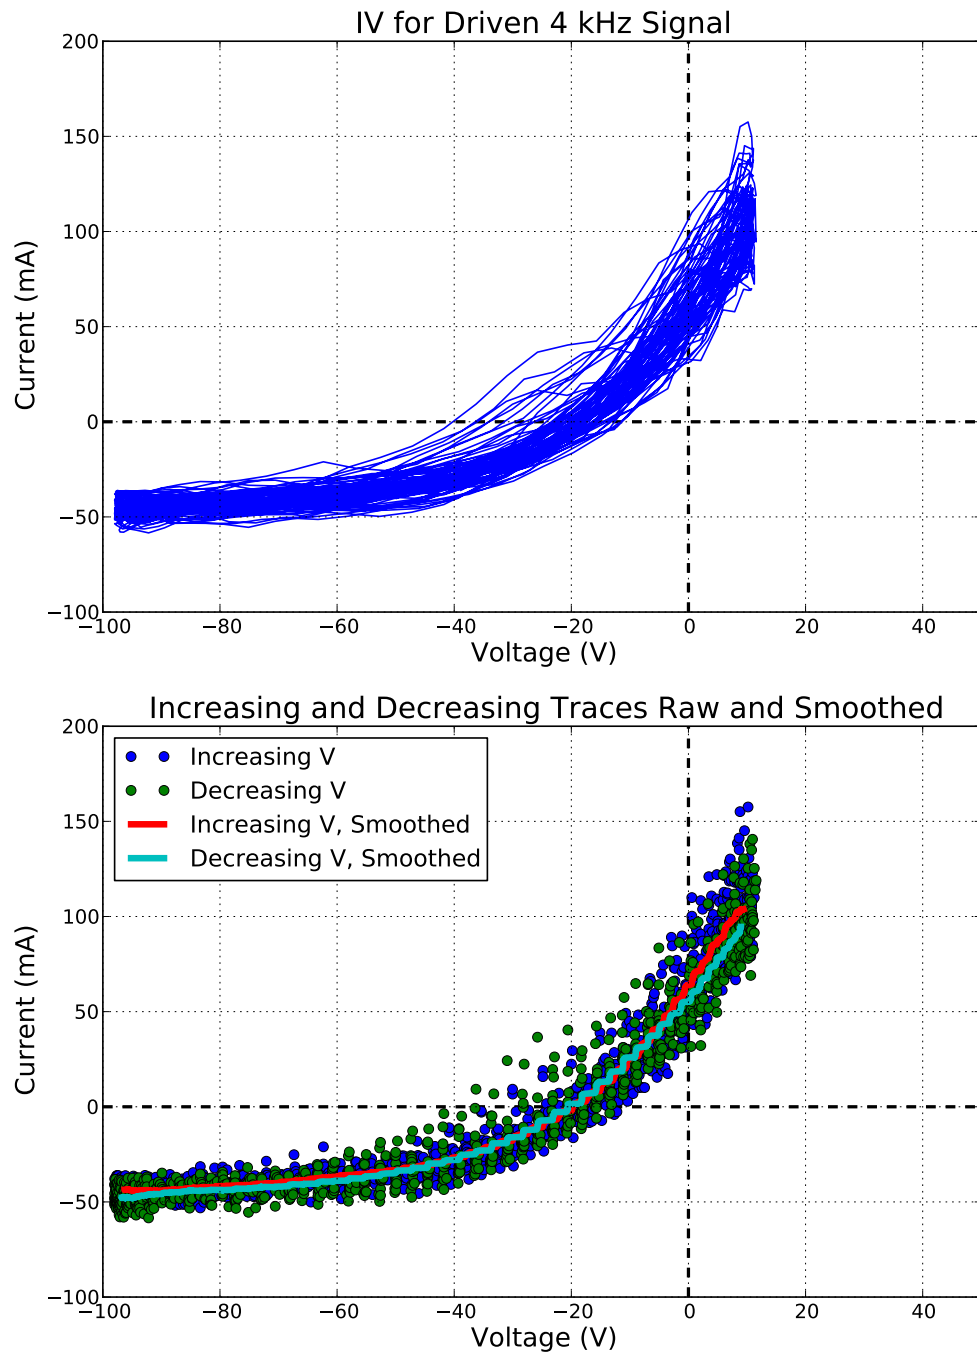 IV for Driven 4 kHz Signal
200
150
100
50
0
−50
−100
Current (mA)
−100 −80 −60 −40 −20 0 20 40
Voltage (V)
Increasing and Decreasing Traces Raw and Smoothed
200
150
100
50
0
−50
−100
Current (mA)
Increasing V
Decreasing V
Increasing V, Smoothed
Decreasing V, Smoothed
−100 −80 −60 −40 −20 0 20 40
Voltage (V)